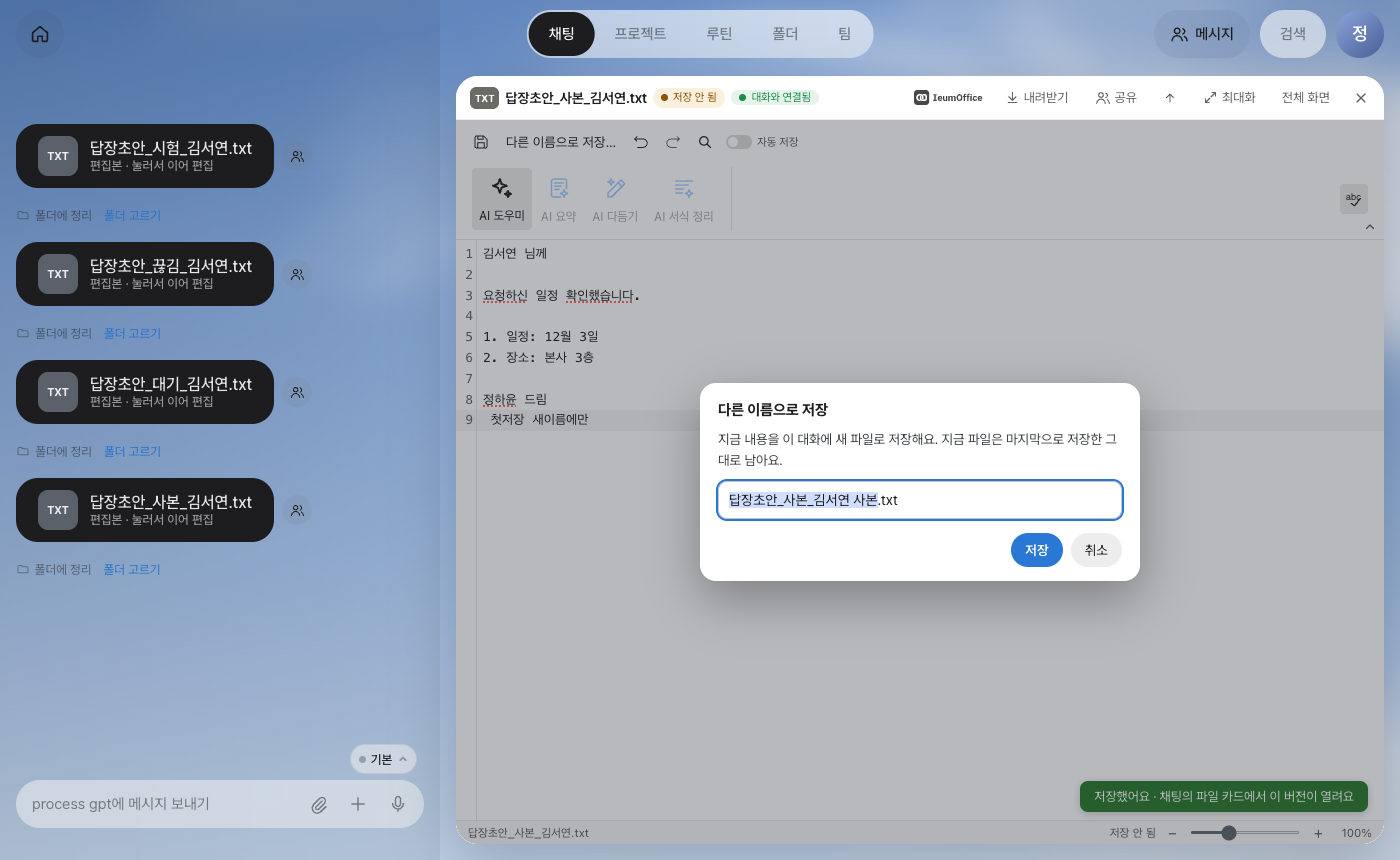 채팅
프로젝트
루틴
폴더
팀
메시지
검색
정
TXT
답장초안_시험_김서연.txt
편집본 · 눌러서 이어 편집
폴더에 정리 폴더 고르기
TXT
답장초안_끊김_김서연.txt
편집본 · 눌러서 이어 편집
폴더에 정리 폴더 고르기
TXT
답장초안_대기_김서연.txt
편집본 · 눌러서 이어 편집
폴더에 정리 폴더 고르기
TXT
답장초안_사본_김서연.txt
편집본 · 눌러서 이어 편집
폴더에 정리 폴더 고르기
기본
process gpt에 메시지 보내기
TXT 답장초안_사본_김서연.txt 저장 안 됨 대화와 연결됨 IeumOffice 내려받기 공유 최대화 전체 화면
다른 이름으로 저장... 자동 저장
AI 도우미 AI 요약 AI 다듬기 AI 서식 정리
abc
1 김서연 님께
2
3 요청하신 일정 확인했습니다.
4
5 1. 일정: 12월 3일
6 2. 장소: 본사 3층
7
8 정하윤 드림
9 첫저장 새이름에만
다른 이름으로 저장
지금 내용을 이 대화에 새 파일로 저장해요. 지금 파일은 마지막으로 저장한 그
대로 남아요.
답장초안_사본_김서연 사본.txt
저장 취소
저장했어요 · 채팅의 파일 카드에서 이 버전이 열려요
답장초안_사본_김서연.txt 저장 안 됨 100%